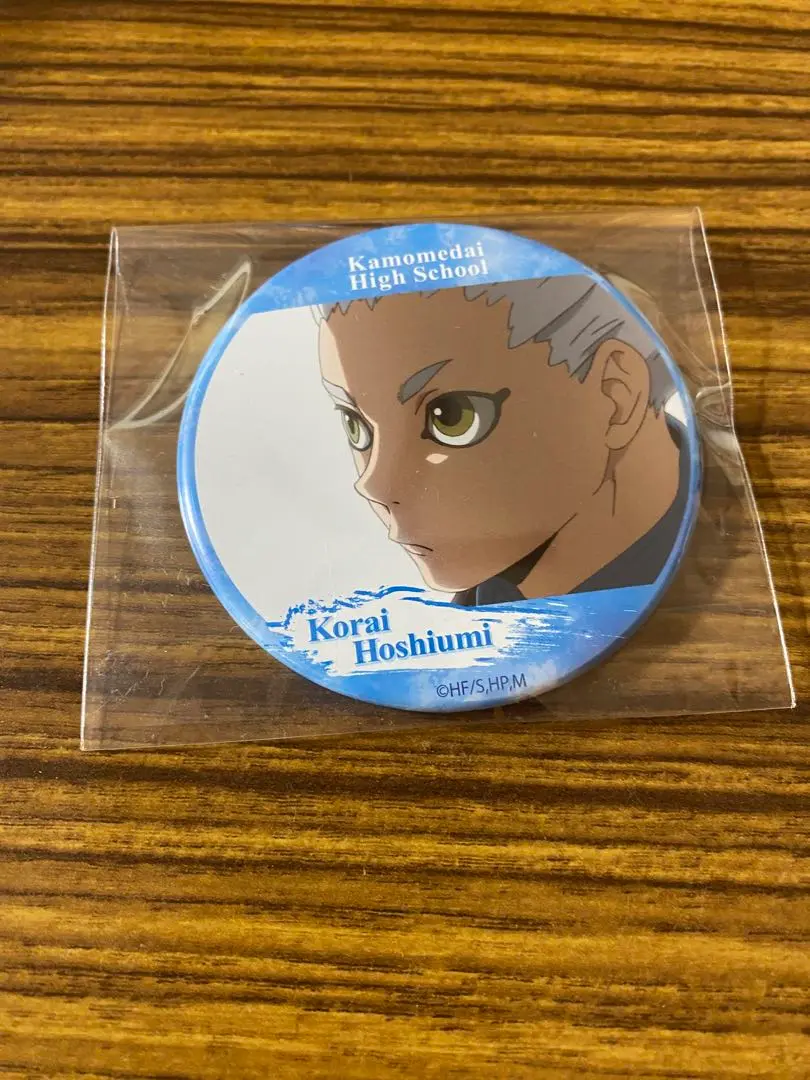 Kamomedai
High School
Korai
Hoshiumi
©HF/S,HP,M